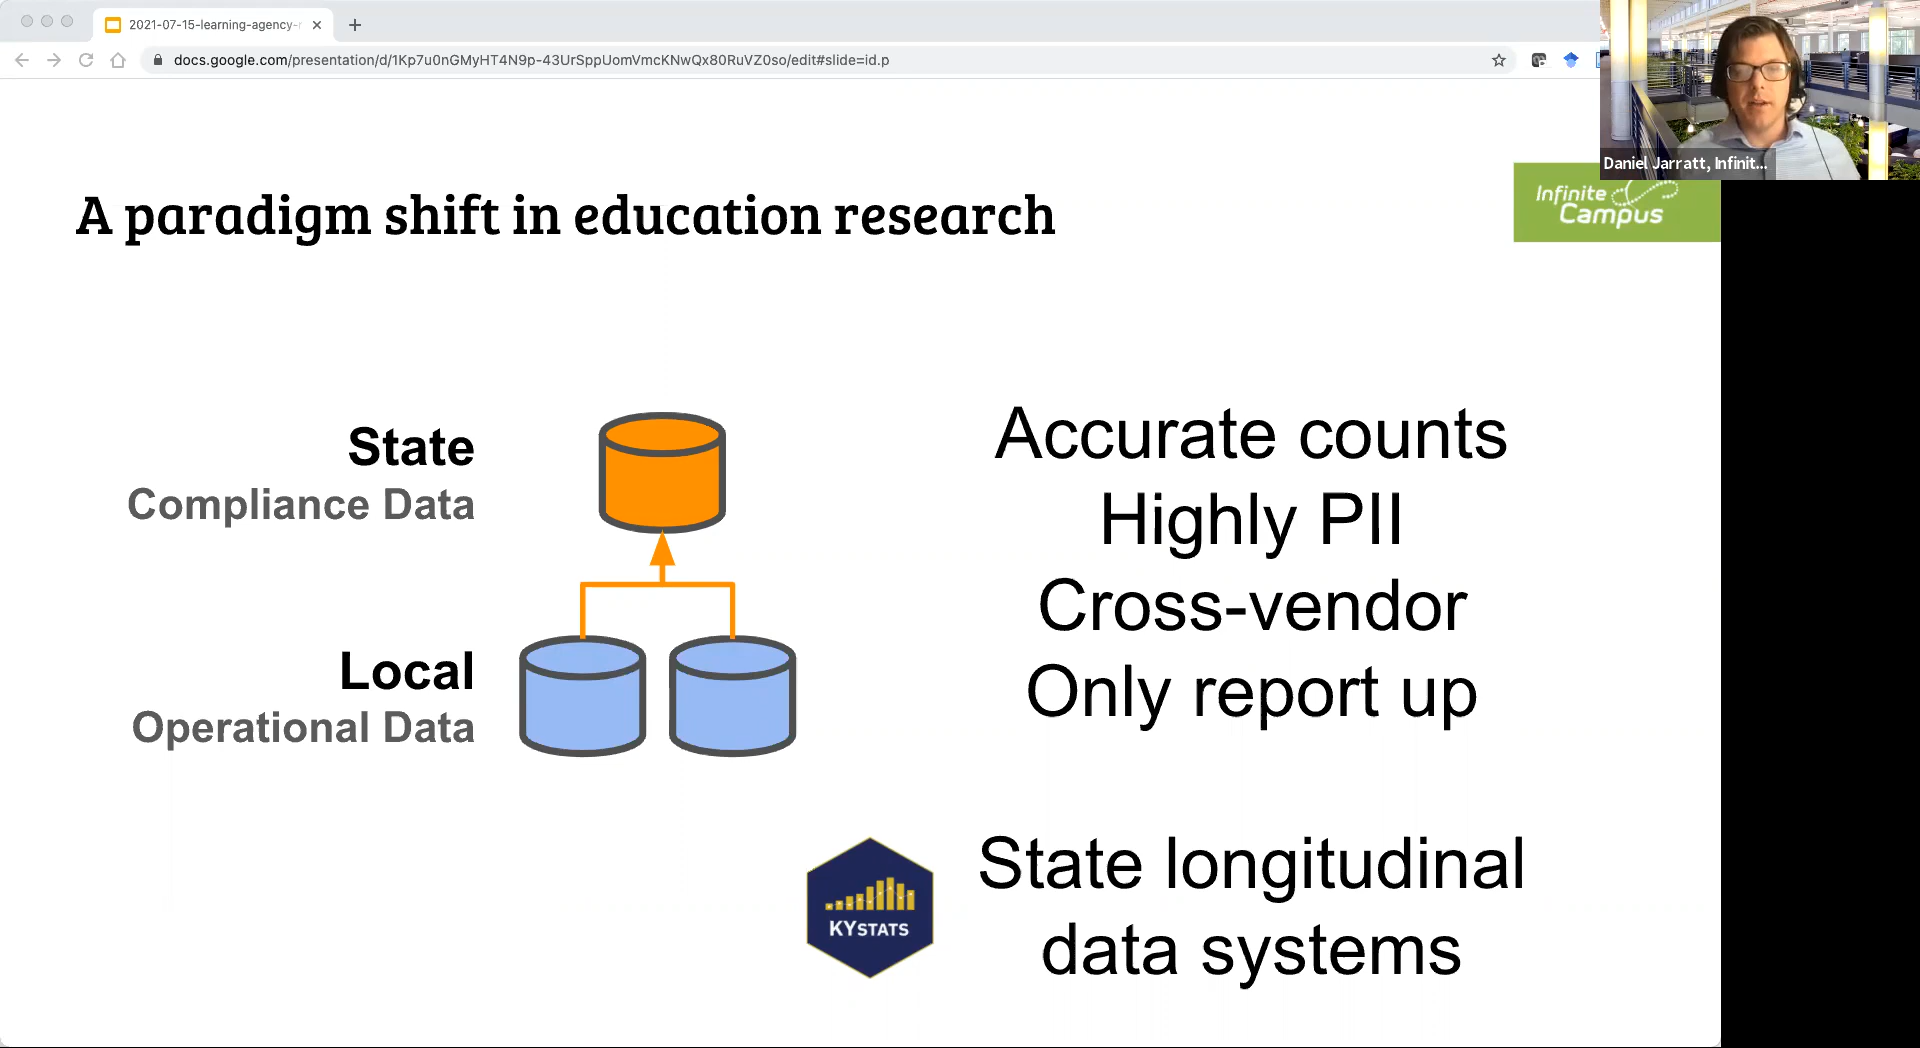 2021-07-15-learning-agency-
docs.google.com/presentation/d/1Kp7u0nGMyHT4N9p-43UrSppUomVmcKNwQx80RuVZ0so/edit#slide=id.p
Daniel Jarratt, Infinit...
Infinite
Campus
A paradigm shift in education research
State
Compliance Data
Local
Operational Data
Accurate counts
Highly PII
Cross-vendor
Only report up
KYSTATS
State longitudinal
data systems